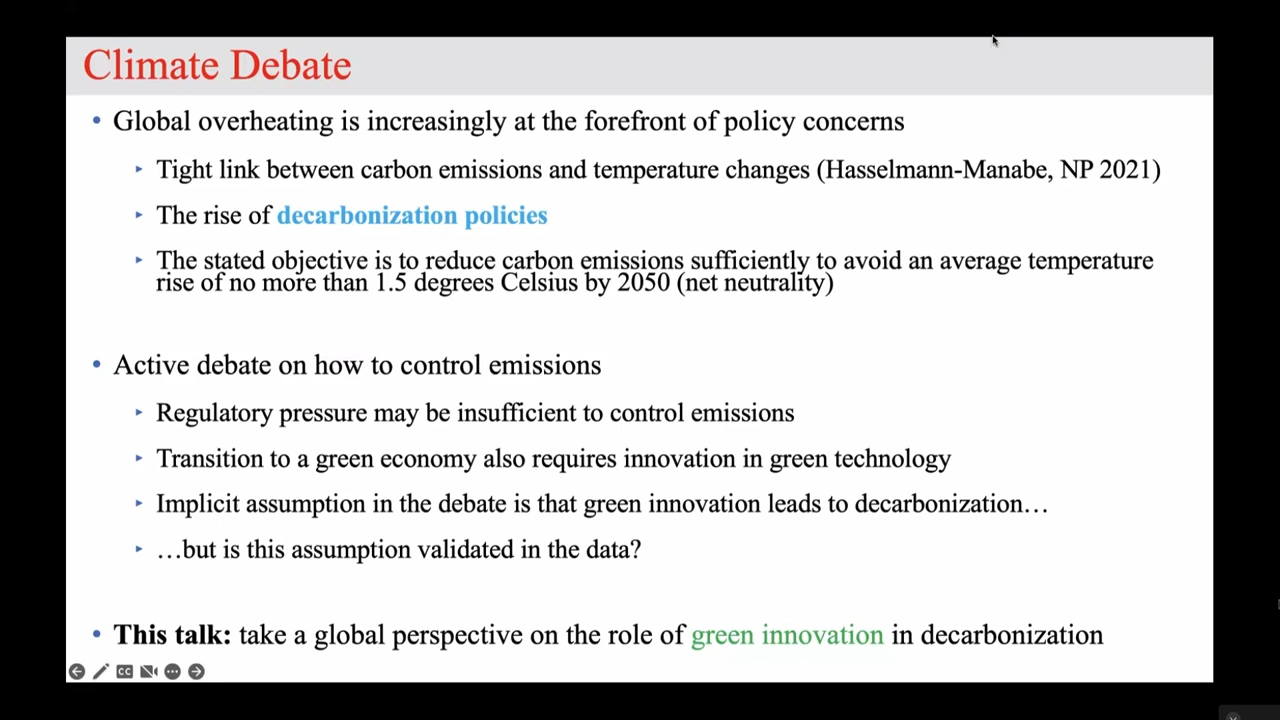 Climate Debate
• Global overheating is increasingly at the forefront of policy concerns
‣ Tight link between carbon emissions and temperature changes (Hasselmann-Manabe, NP 2021)
‣ The rise of decarbonization policies
‣ The stated objective is to reduce carbon emissions sufficiently to avoid an average temperature
rise of no more than 1.5 degrees Celsius by 2050 (net neutrality)
• Active debate on how to control emissions
‣ Regulatory pressure may be insufficient to control emissions
‣ Transition to a green economy also requires innovation in green technology
‣ Implicit assumption in the debate is that green innovation leads to decarbonization…
‣ …but is this assumption validated in the data?
• This talk: take a global perspective on the role of green innovation in decarbonization
CC